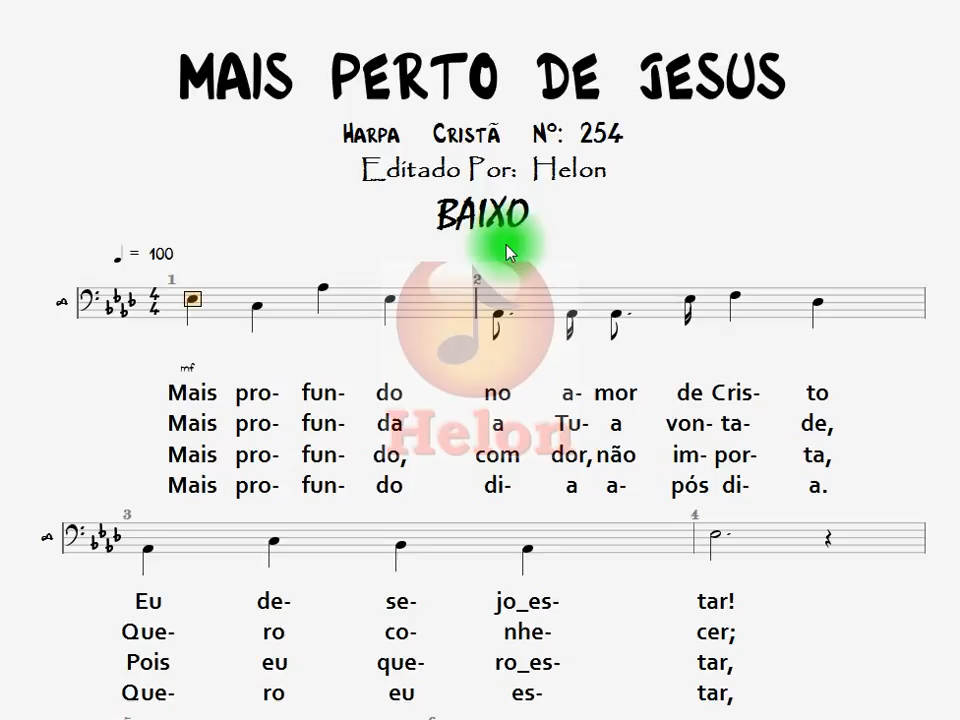 MAIS PERTO DE JESUS
Harpa Cristã Nº: 254
Editado Por: Helon
BAIXO
= 100
1 2
4
4
mf
Mais pro- fun- do no a- mor de Cris- to
Mais pro- fun- da a Tu- a von- ta- de,
Mais pro- fun- do, com dor, não im- por- ta,
Mais pro- fun- do di- a a- pós di- a.
Helon
3 4
Eu de- se- jo_es- tar!
Que- ro co- nhe- cer;
Pois eu que- ro_es- tar,
Que- ro eu es- tar,